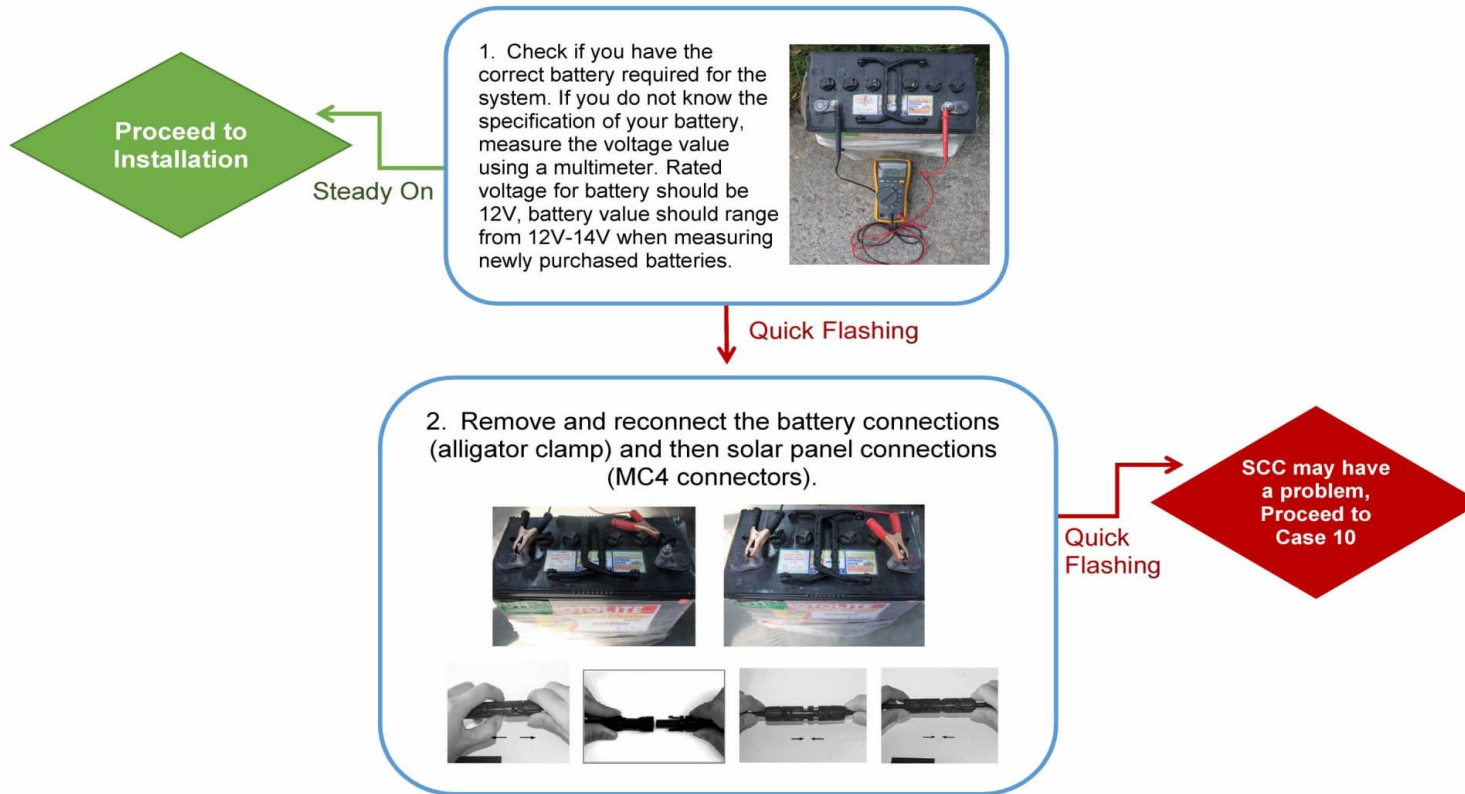 1. Check if you have the
correct battery required for the
system. If you do not know the
specification of your battery,
measure the voltage value
using a multimeter. Rated
voltage for battery should be
12V, battery value should range
from 12V-14V when measuring
newly purchased batteries.
Proceed to
Installation
Steady On
Quick Flashing
2. Remove and reconnect the battery connections
(alligator clamp) and then solar panel connections
(MC4 connectors).
Quick
Flashing
SCC may have
a problem,
Proceed to
Case 10